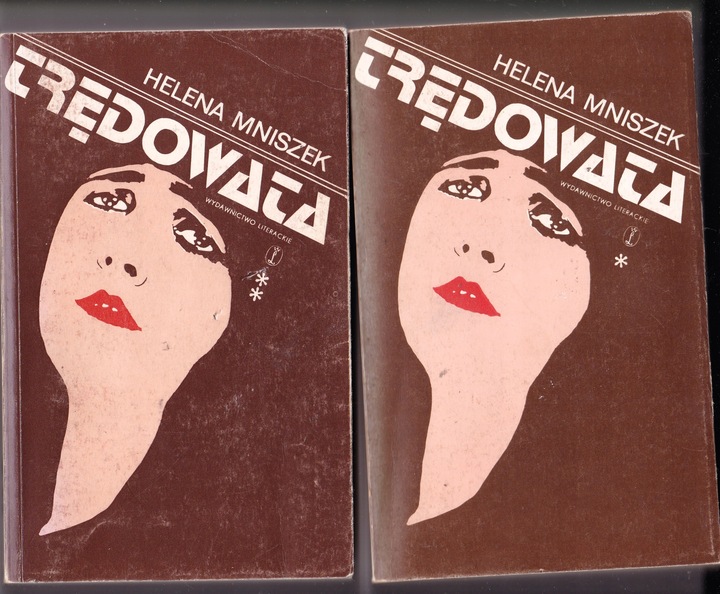 HELENA MNISZEK
TRĘDOWATA
WYDAWNICTWO LITERACKIE
**
HELENA MNISZEK
TRĘDOWATA
WYDAWNICTWO LITERACKIE
*